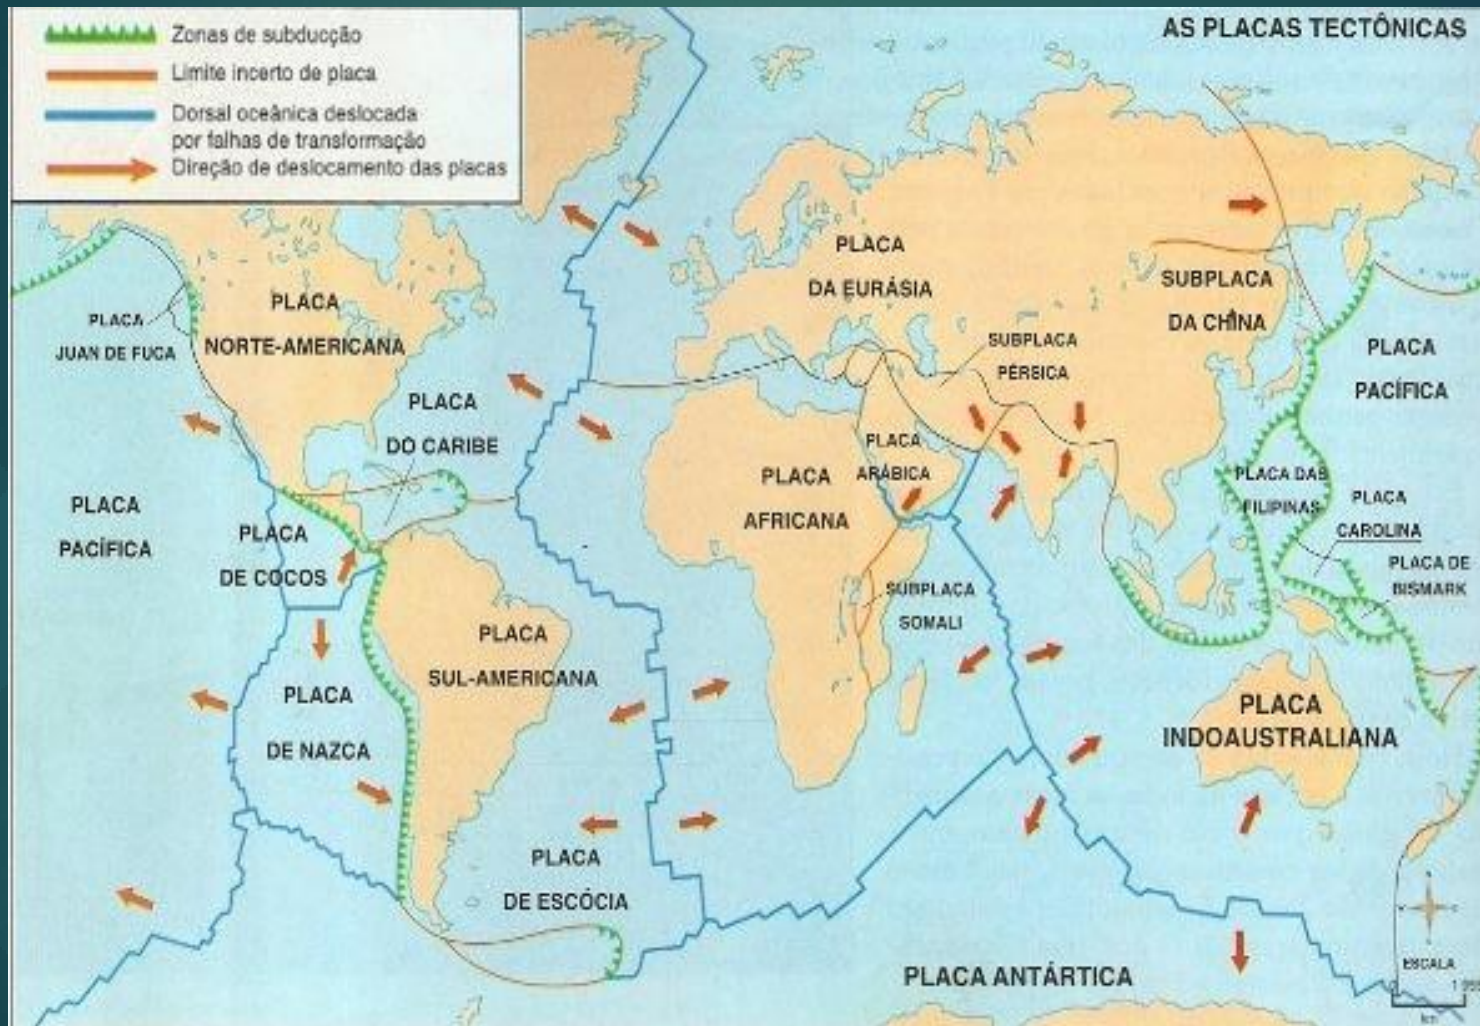 AS PLACAS TECTÔNICAS
Zonas de subducção
Limite incerto de placa
Dorsal oceânica deslocada
por falhas de transformação
Direção de deslocamento das placas
PLACA
JUAN DE FUCA
PLACA
NORTE-AMERICANA
PLACA
DO CARIBE
PLACA
PACÍFICA
PLACA
DE COCOS
PLACA
DE NAZCA
PLACA
SUL-AMERICANA
PLACA
DE ESCÓCIA
PLACA
DA EURÁSIA
SUBPLACA
PÉRSICA
SUBPLACA
DA CHINA
PLACA
PACÍFICA
PLACA
ARÁBICA
PLACA
AFRICANA
SUBPLACA
SOMALI
PLACA DAS
FILIPINAS
PLACA
CAROLINA
PLACA DE
BISMARK
PLACA
INDOAUSTRALIANA
PLACA ANTÁRTICA
ESCALA
0
km